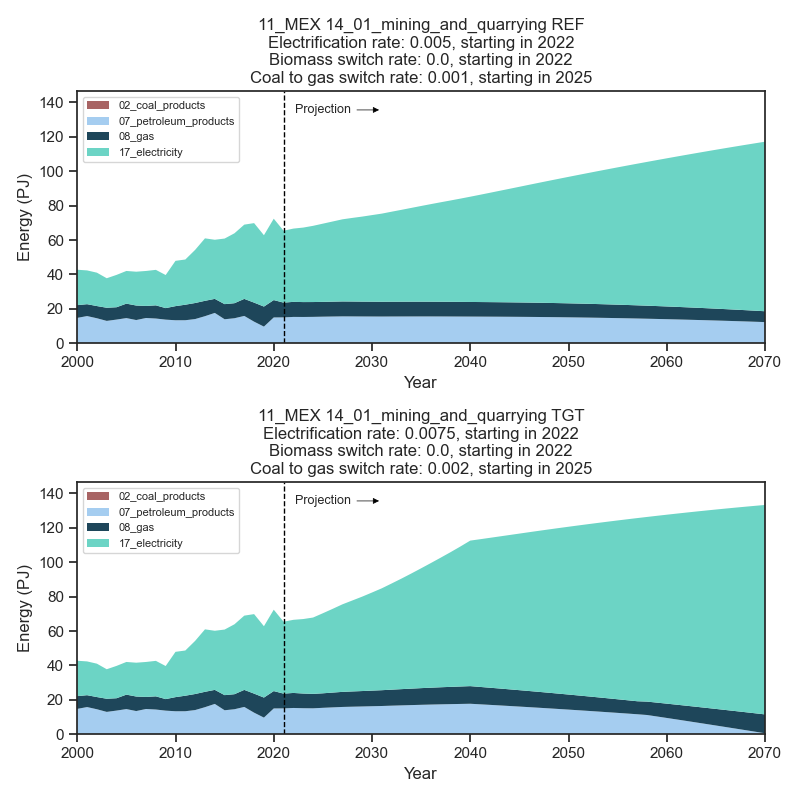 11_MEX 14_01_mining_and_quarrying REF
Electrification rate: 0.005, starting in 2022
Biomass switch rate: 0.0, starting in 2022
Coal to gas switch rate: 0.001, starting in 2025
02_coal_products
07_petroleum_products
08_gas
17_electricity
Projection
140
120
100
80
60
40
20
0
Energy (PJ)
2000 2010 2020 2030 2040 2050 2060 2070
Year
11_MEX 14_01_mining_and_quarrying TGT
Electrification rate: 0.0075, starting in 2022
Biomass switch rate: 0.0, starting in 2022
Coal to gas switch rate: 0.002, starting in 2025
02_coal_products
07_petroleum_products
08_gas
17_electricity
Projection
140
120
100
80
60
40
20
0
Energy (PJ)
2000 2010 2020 2030 2040 2050 2060 2070
Year